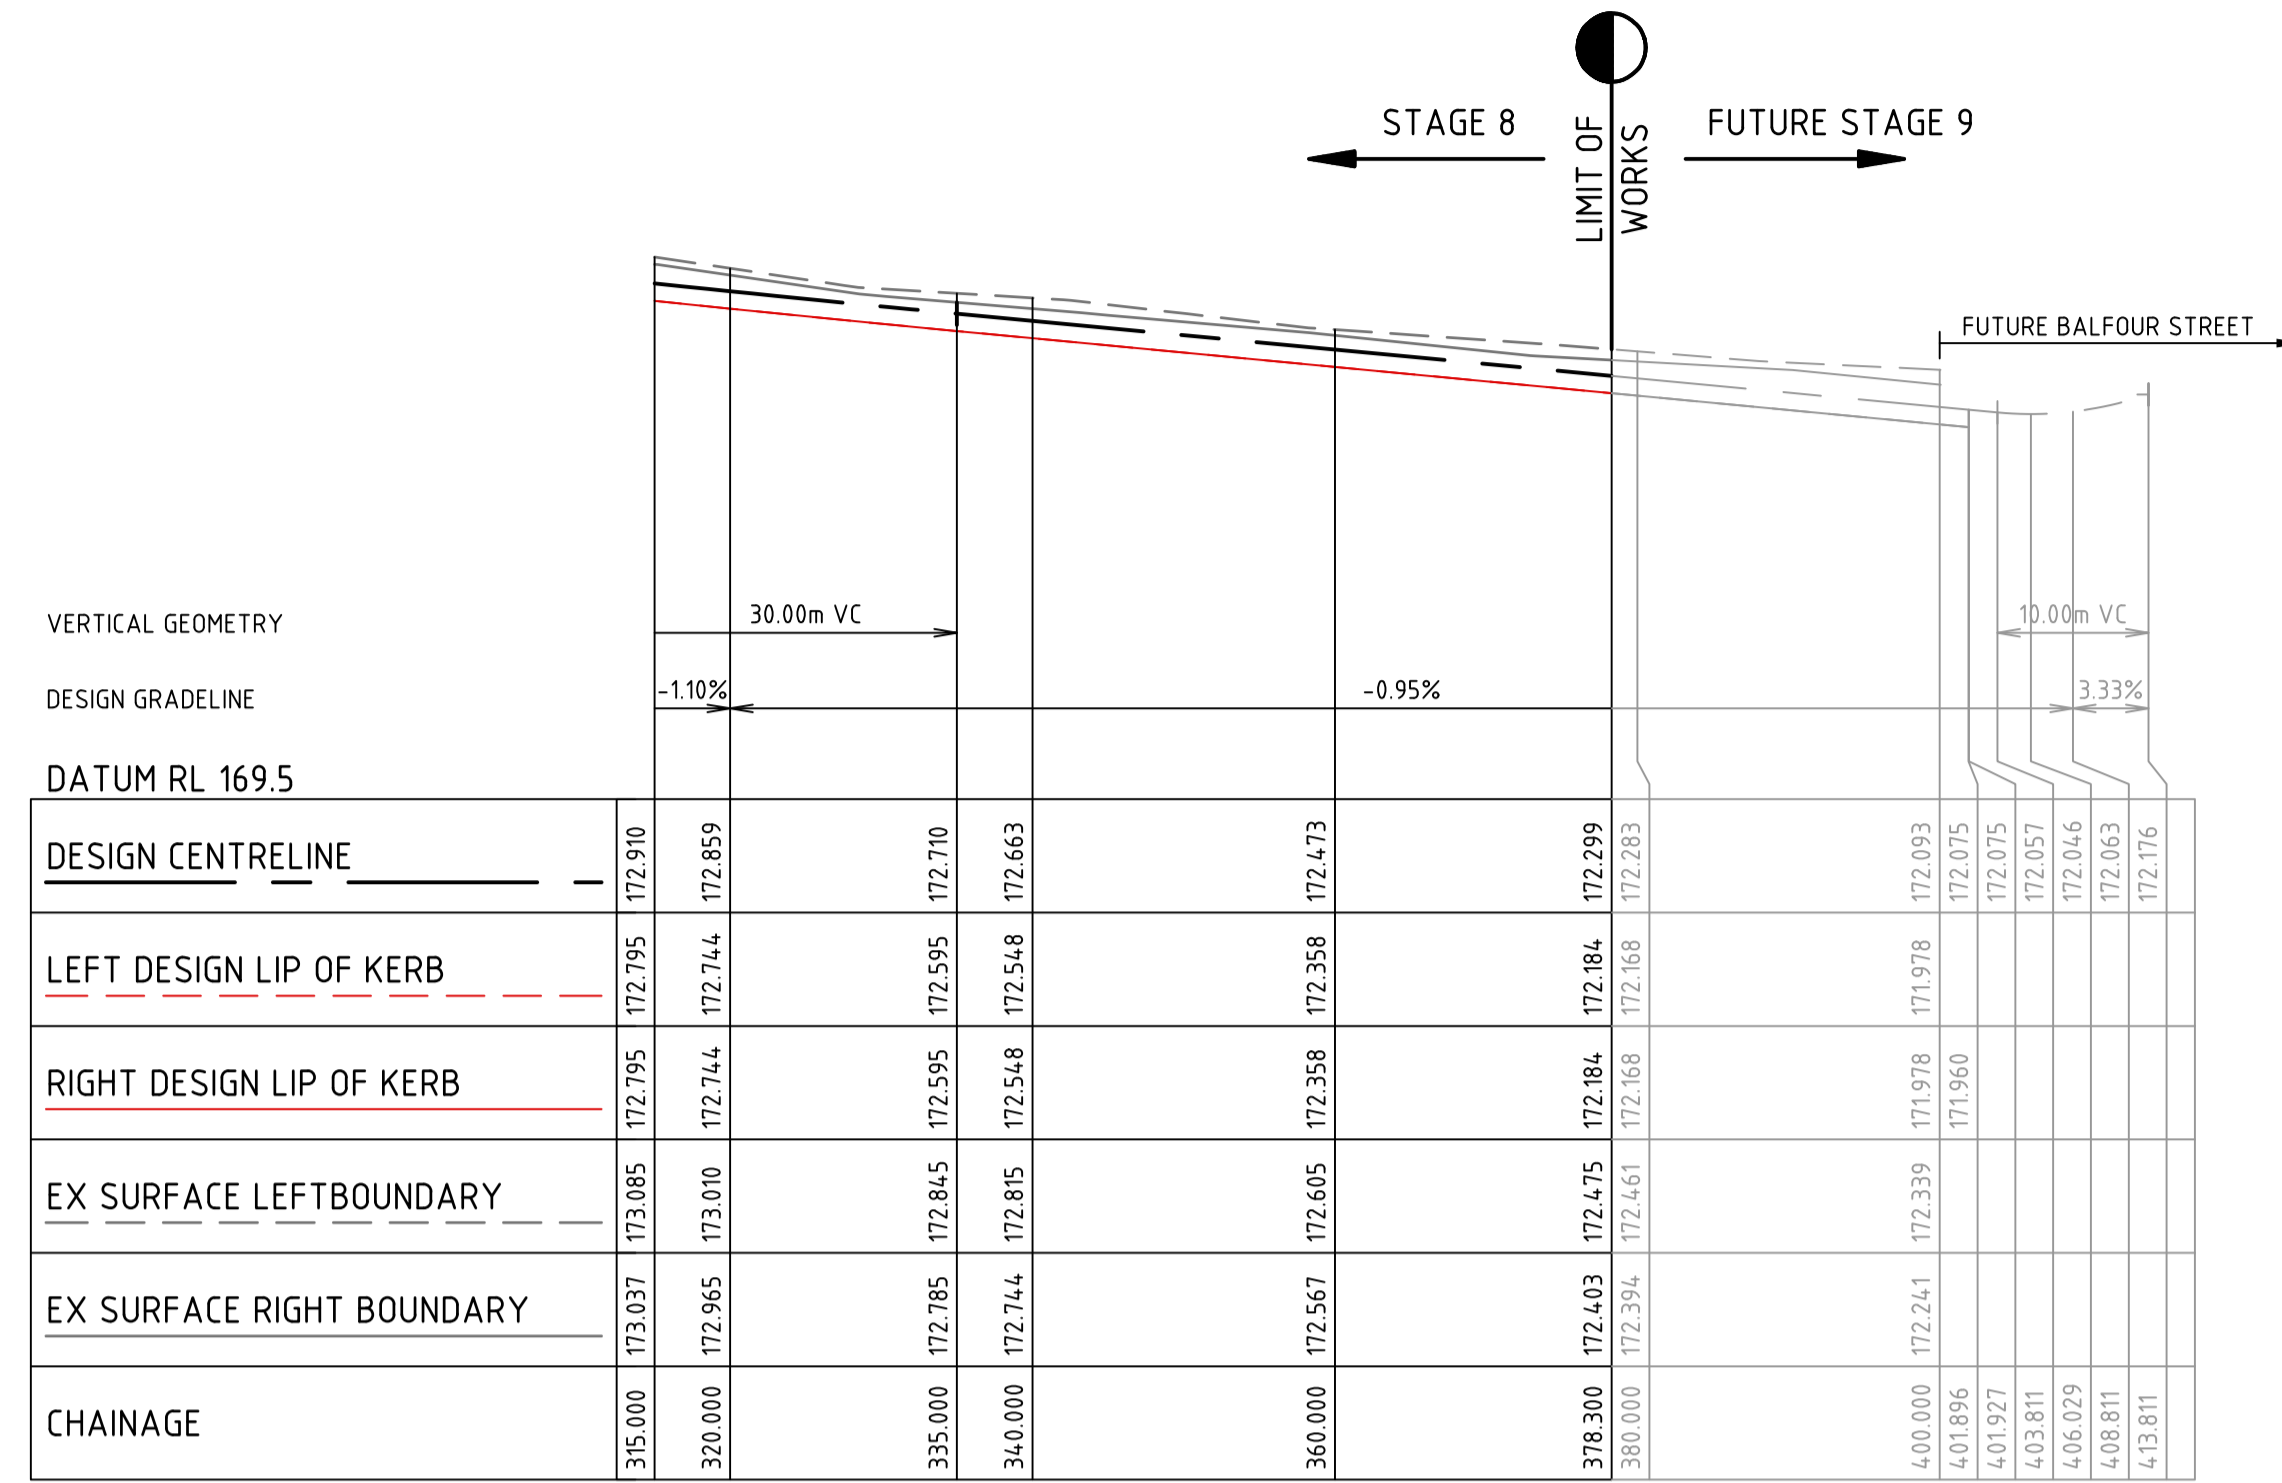 STAGE 8
LIMIT OF
WORKS
FUTURE STAGE 9
FUTURE BALFOUR STREET
VERTICAL GEOMETRY
30.00m VC
10.00m VC
DESIGN GRADELINE
-1.10%
-0.95%
3.33%
DATUM RL 169.5
DESIGN CENTRELINE 172.910 172.859 172.710 172.663 172.473 172.299 172.283 172.093 172.075 172.075 172.057 172.046 172.063 172.176
LEFT DESIGN LIP OF KERB 172.795 172.744 172.595 172.548 172.358 172.184 172.168 171.978
RIGHT DESIGN LIP OF KERB 172.795 172.744 172.595 172.548 172.358 172.184 172.168 171.978 171.960
EX SURFACE LEFTBOUNDARY 173.085 173.010 172.845 172.815 172.605 172.475 172.461 172.339
EX SURFACE RIGHT BOUNDARY 173.037 172.965 172.785 172.744 172.567 172.403 172.394 172.241
CHAINAGE 315.000 320.000 335.000 340.000 360.000 378.300 380.000 400.000 401.896 401.927 403.811 406.029 408.811 413.811